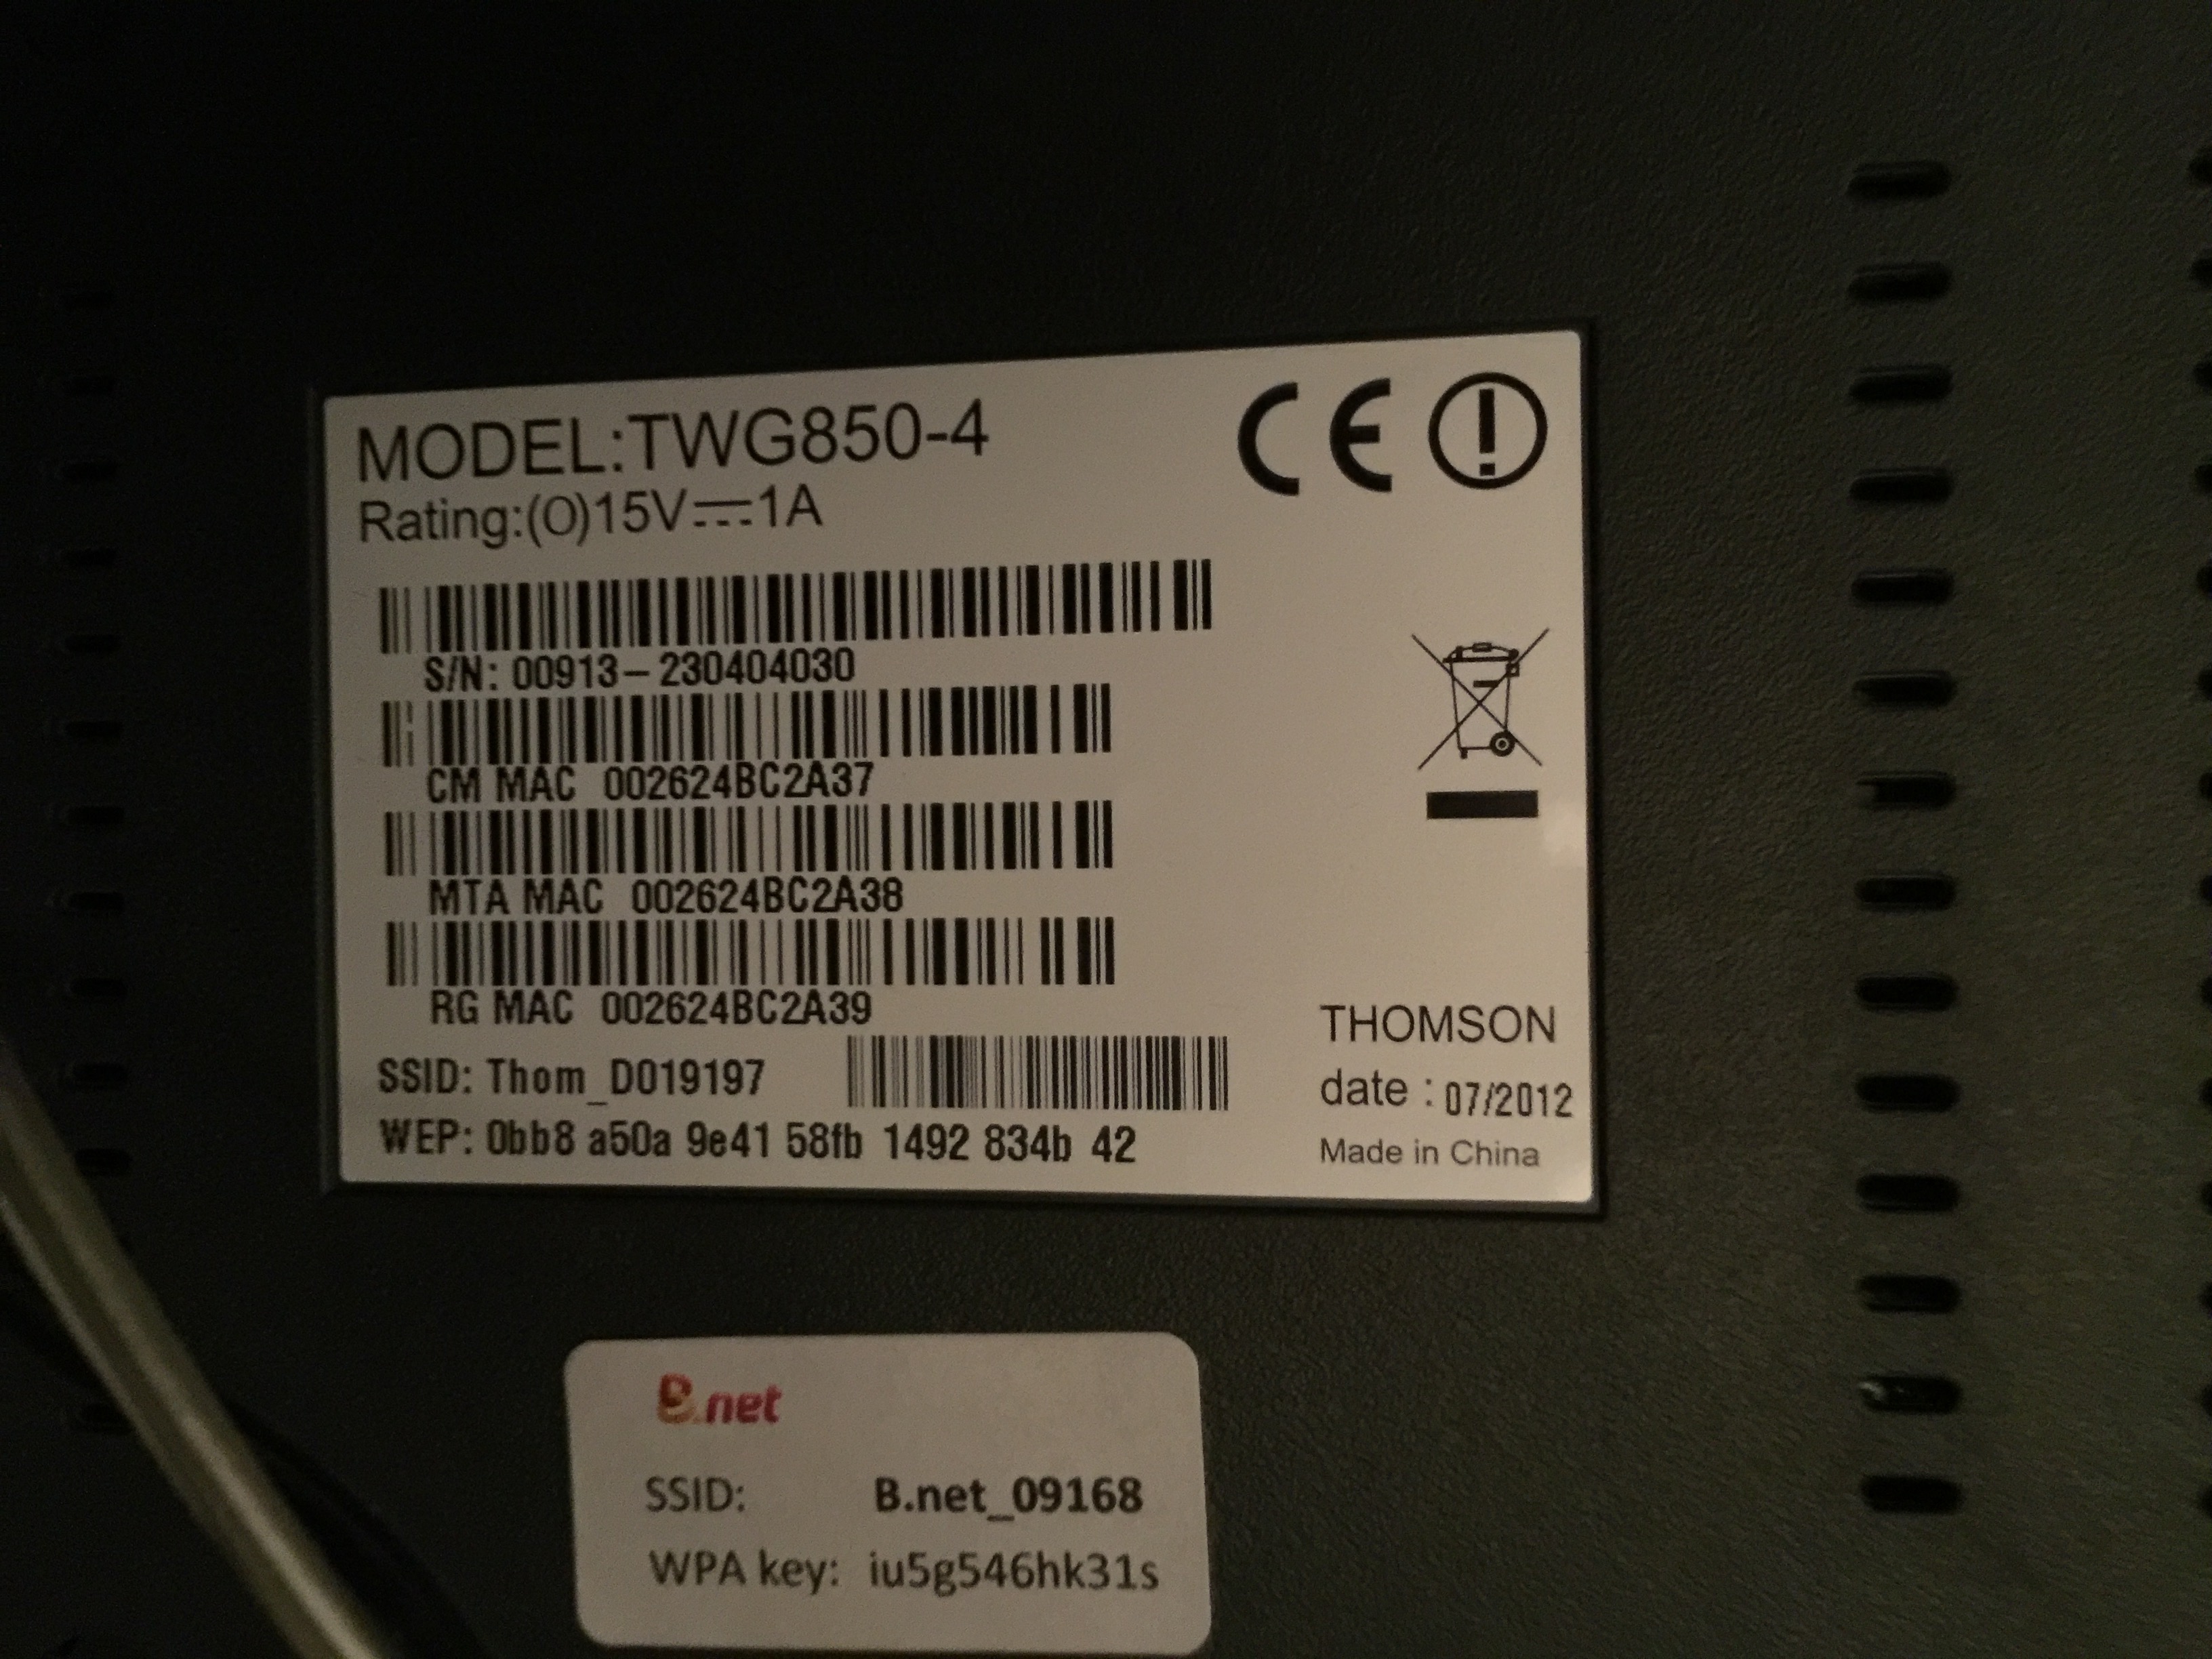 MODEL:TWG850-4
Rating:(O)15V⎓1A
CE
S/N: 00913-230404030
CM MAC 002624BC2A37
MTA MAC 002624BC2A38
RG MAC 002624BC2A39
SSID: Thom_D019197
WEP: 0bb8 a50a 9e41 58fb 1492 834b 42
THOMSON
date : 07/2012
Made in China
B.net
SSID: B.net_09168
WPA key: iu5g546hk31s